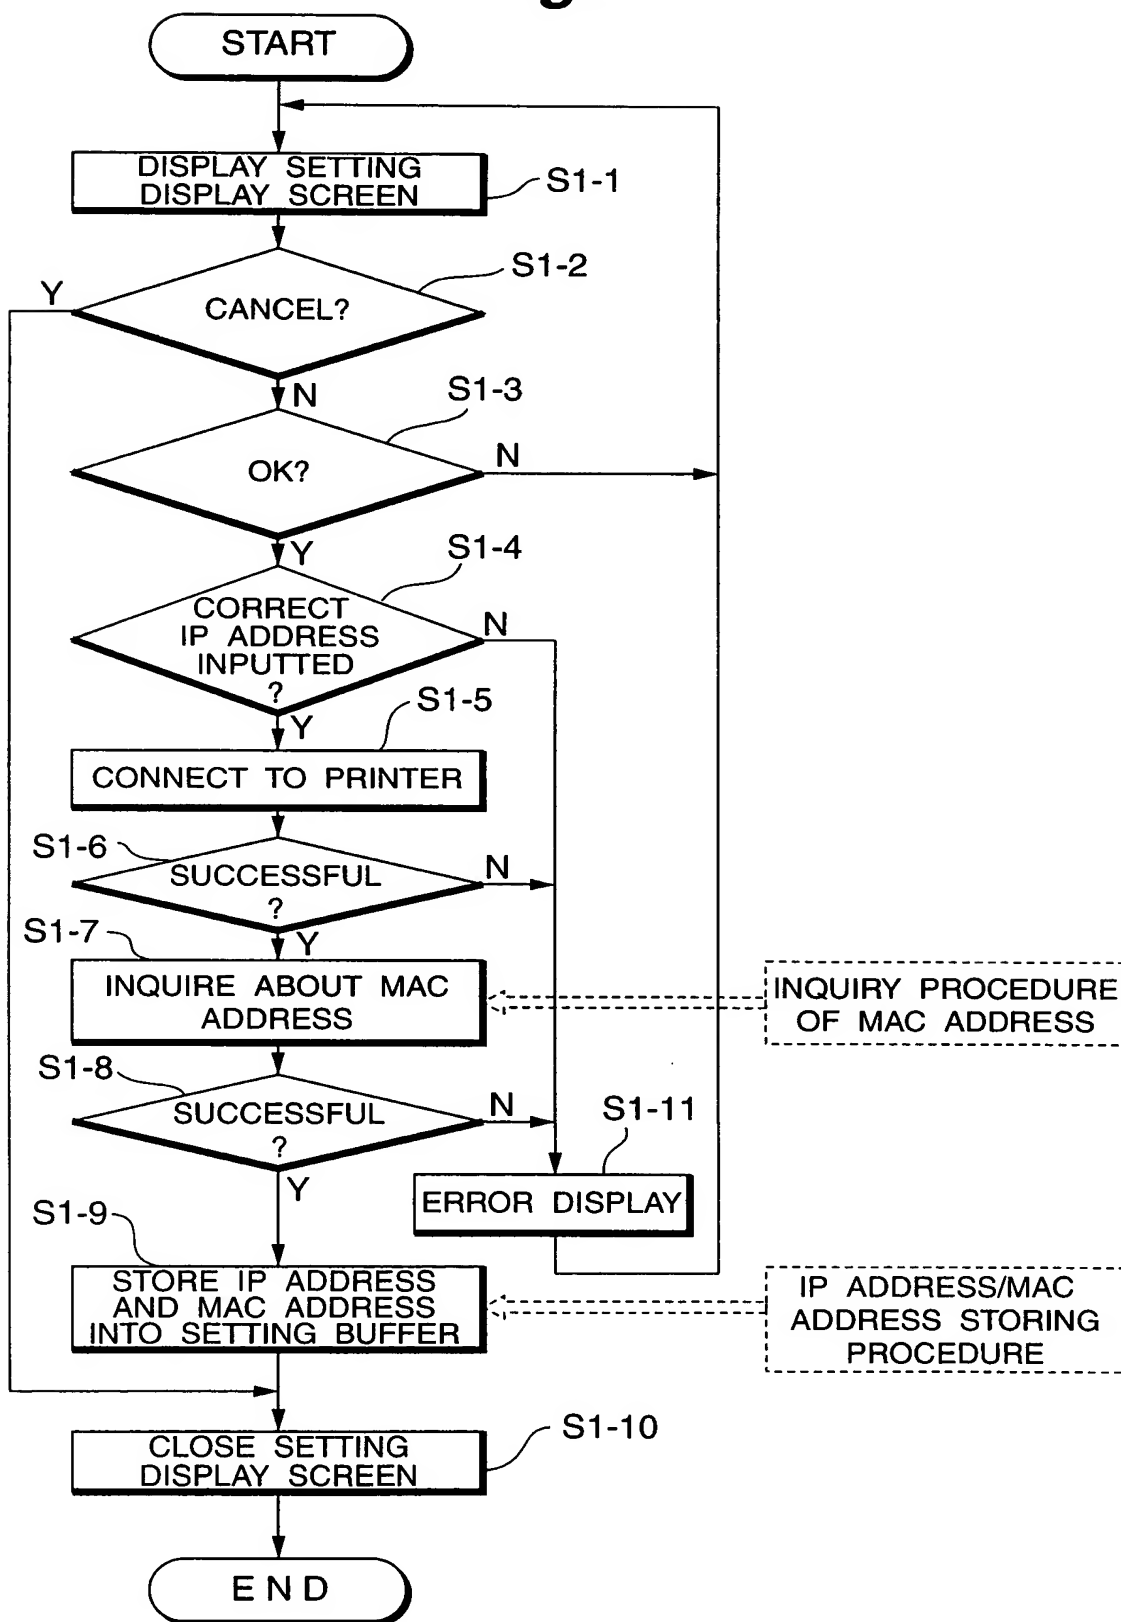 START
DISPLAY SETTING
DISPLAY SCREEN
S1-1
S1-2
Y
CANCEL?
N
S1-3
OK?
N
Y
S1-4
CORRECT
IP ADDRESS
INPUTTED
?
N
Y
S1-5
CONNECT TO PRINTER
S1-6
SUCCESSFUL
?
N
Y
S1-7
INQUIRE ABOUT MAC
ADDRESS
INQUIRY PROCEDURE
OF MAC ADDRESS
S1-8
SUCCESSFUL
?
N
Y
S1-11
ERROR DISPLAY
S1-9
STORE IP ADDRESS
AND MAC ADDRESS
INTO SETTING BUFFER
IP ADDRESS/MAC
ADDRESS STORING
PROCEDURE
S1-10
CLOSE SETTING
DISPLAY SCREEN
END